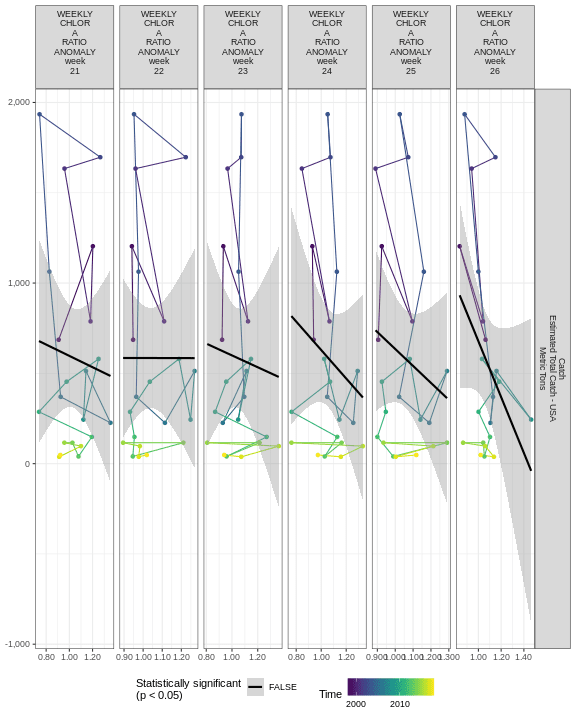 WEEKLY
CHLOR
A
RATIO
ANOMALY
week
21
WEEKLY
CHLOR
A
RATIO
ANOMALY
week
22
WEEKLY
CHLOR
A
RATIO
ANOMALY
week
23
WEEKLY
CHLOR
A
RATIO
ANOMALY
week
24
WEEKLY
CHLOR
A
RATIO
ANOMALY
week
25
WEEKLY
CHLOR
A
RATIO
ANOMALY
week
26
2,000
1,000
0
-1,000
Catch
Estimated Total Catch - USA
Metric Tons
0.80 1.00 1.20
0.90 1.00 1.10 1.20
0.80 1.00 1.20
0.80 1.00 1.20
0.900 1.000 1.100 1.200 1.300
1.00 1.20 1.40
Statistically significant
(p < 0.05)
FALSE
Time
2000 2010